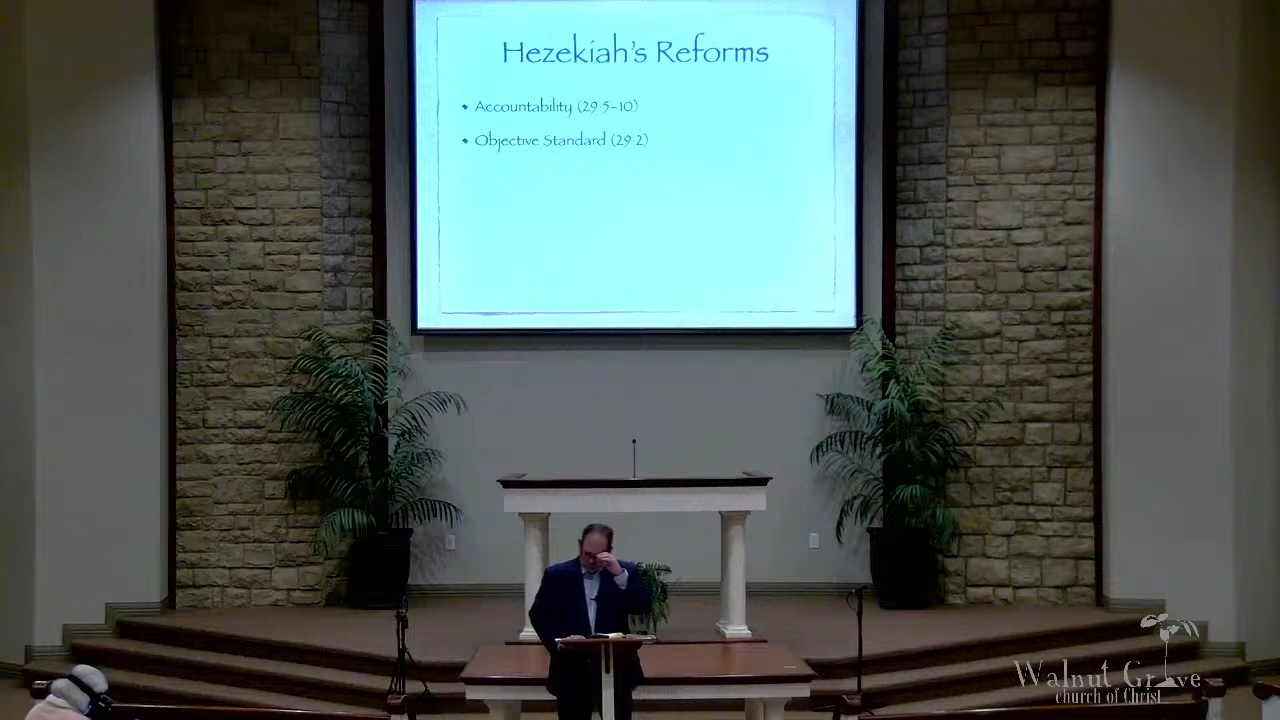 Hezekiah's Reforms
• Accountability (29:5-10)
• Objective Standard (29:2)
Walnut Grove
church of Christ